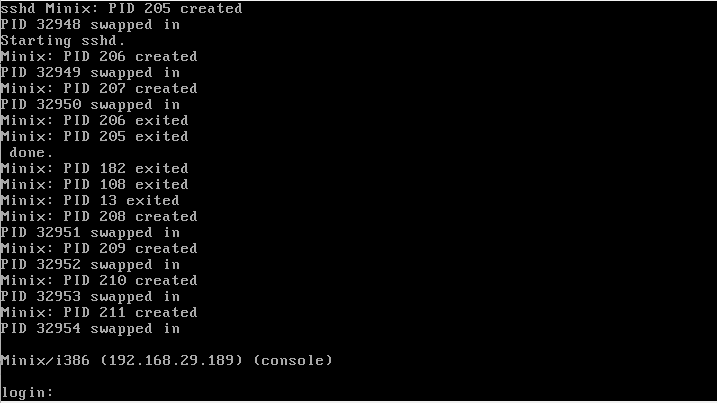 sshd Minix: PID 205 created
PID 32948 swapped in
Starting sshd.
Minix: PID 206 created
PID 32949 swapped in
Minix: PID 207 created
PID 32950 swapped in
Minix: PID 206 exited
Minix: PID 205 exited
 done.
Minix: PID 182 exited
Minix: PID 108 exited
Minix: PID 13 exited
Minix: PID 208 created
PID 32951 swapped in
Minix: PID 209 created
PID 32952 swapped in
Minix: PID 210 created
PID 32953 swapped in
Minix: PID 211 created
PID 32954 swapped in
Minix/i386 (192.168.29.189) (console)
login: